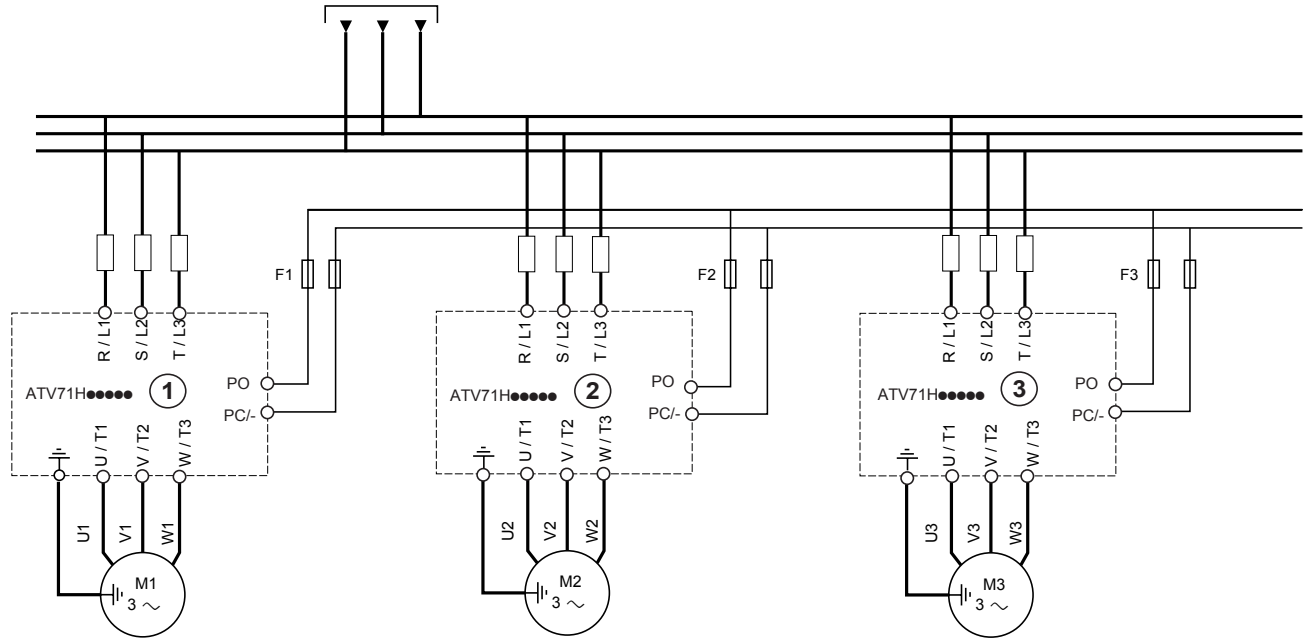 F1
F2
F3
R / L1
S / L2
T / L3
R / L1
S / L2
T / L3
R / L1
S / L2
T / L3
ATV71H●●●●●
1
PO
PC/-
ATV71H●●●●●
2
PO
PC/-
ATV71H●●●●●
3
PO
PC/-
U / T1
V / T2
W / T3
U / T1
V / T2
W / T3
U / T1
V / T2
W / T3
U1
V1
W1
U2
V2
W2
U3
V3
W3
M1
3 ~
M2
3 ~
M3
3 ~